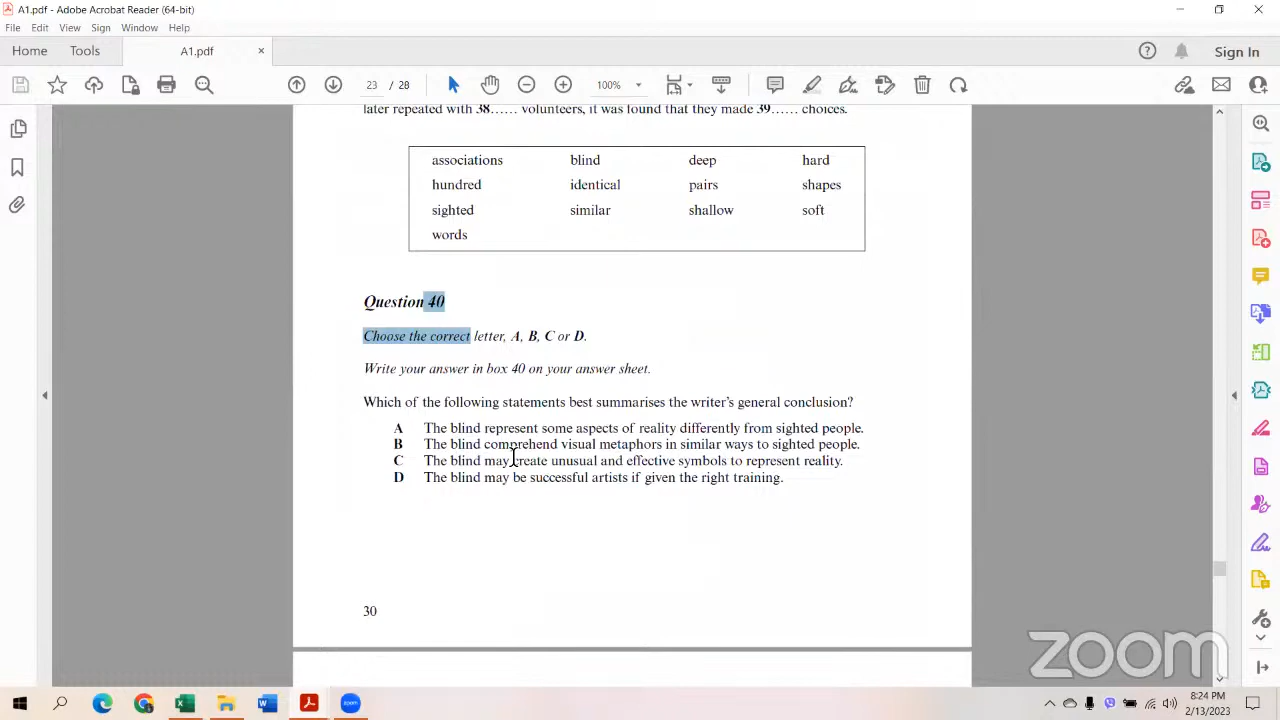 A1.pdf - Adobe Acrobat Reader (64-bit)
File Edit View Sign Window Help
Home Tools A1.pdf × Sign In
23 / 28 100%
later repeated with 38...... volunteers, it was found that they made 39...... choices.
associations blind deep hard
hundred identical pairs shapes
sighted similar shallow soft
words
Question 40
Choose the correct letter, A, B, C or D.
Write your answer in box 40 on your answer sheet.
Which of the following statements best summarises the writer's general conclusion?
A The blind represent some aspects of reality differently from sighted people.
B The blind comprehend visual metaphors in similar ways to sighted people.
C The blind may create unusual and effective symbols to represent reality.
D The blind may be successful artists if given the right training.
30
zoom
zoom
8:24 PM
2/13/2023